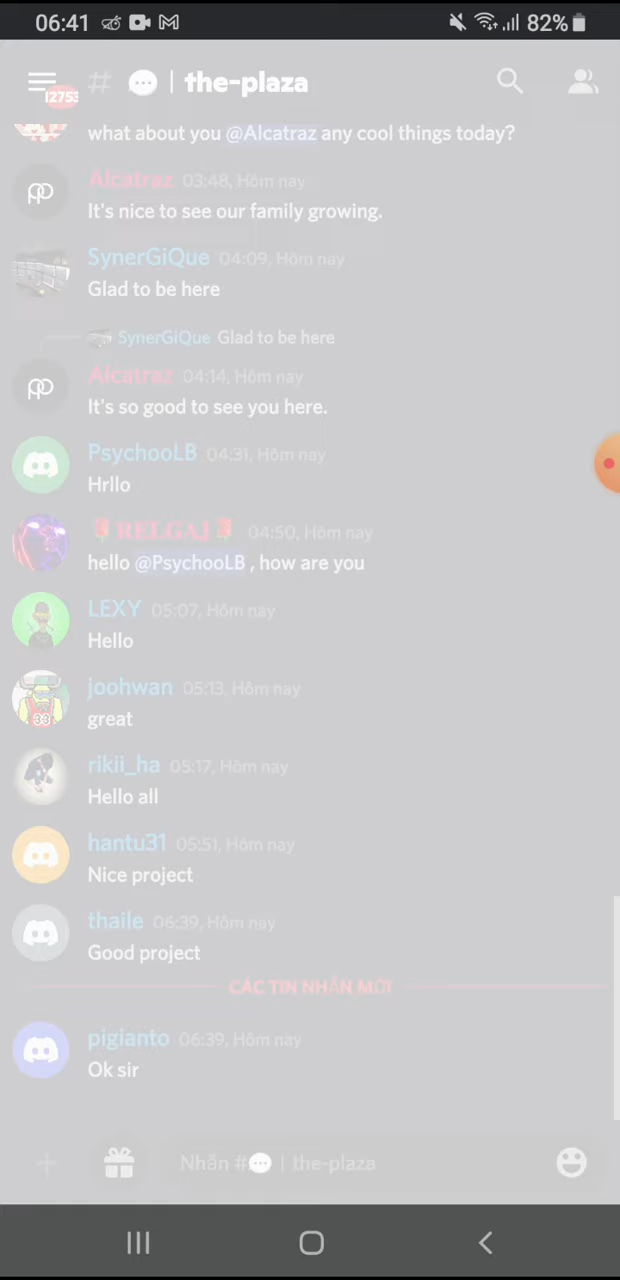 06:41 82%
12753 # | the-plaza
what about you @Alcatraz any cool things today?
Alcatraz 03:48, Hôm nay
It's nice to see our family growing.
SynerGiQue 04:09, Hôm nay
Glad to be here
SynerGiQue Glad to be here
Alcatraz 04:14, Hôm nay
It's so good to see you here.
PsychooLB 04:31, Hôm nay
Hrllo
RELGAJ 04:50, Hôm nay
hello @PsychooLB , how are you
LEXY 05:07, Hôm nay
Hello
joohwan 05:13, Hôm nay
great
33
rikii_ha 05:17, Hôm nay
Hello all
hantu31 05:51, Hôm nay
Nice project
thaile 06:39, Hôm nay
Good project
CÁC TIN NHẮN MỚI
pigianto 06:39, Hôm nay
Ok sir
Nhắn # | the-plaza